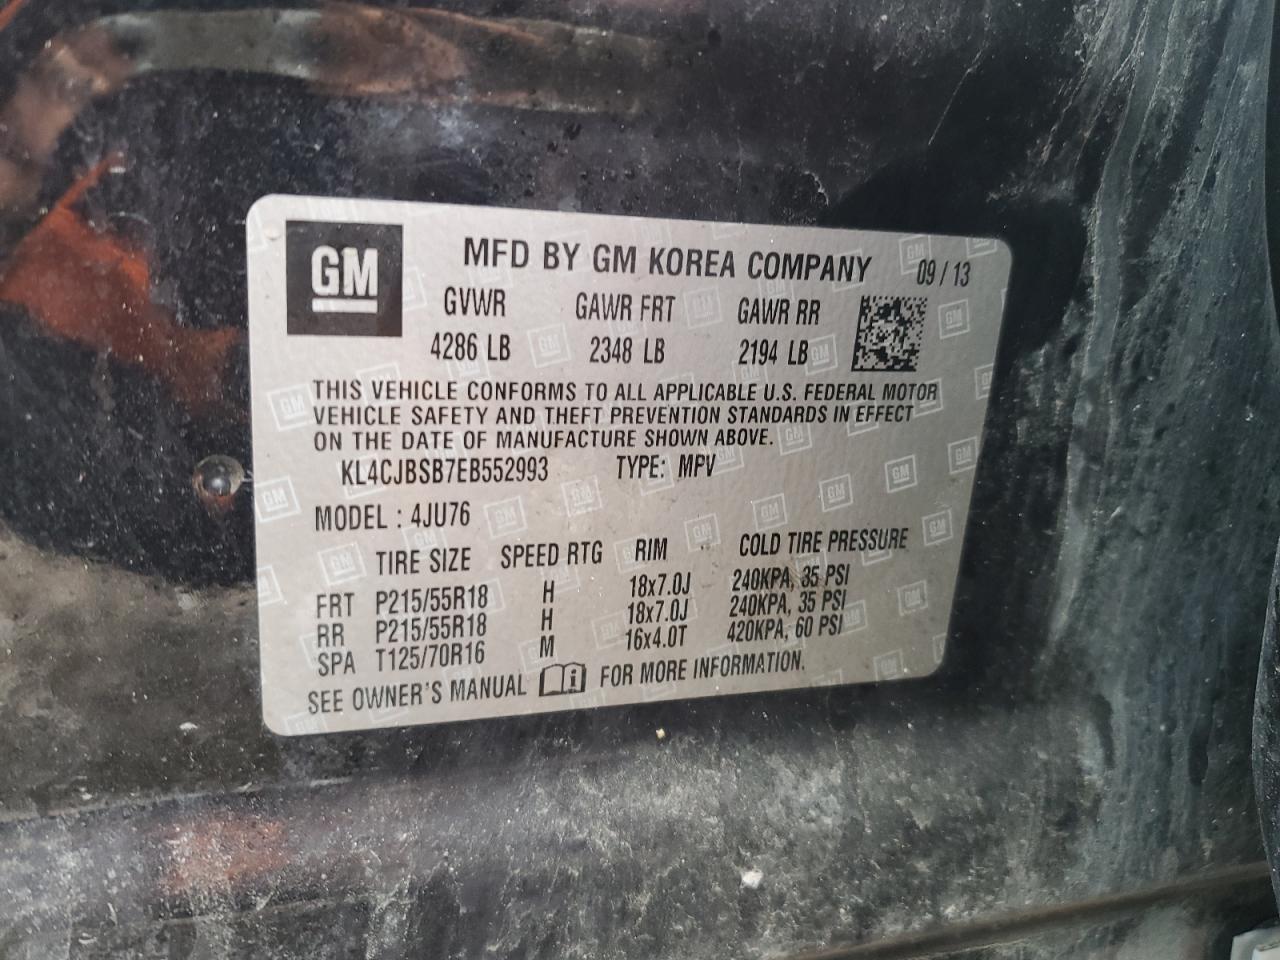 GM
MFD BY GM KOREA COMPANY 09 / 13
GVWR GAWR FRT GAWR RR
4286 LB 2348 LB 2194 LB
THIS VEHICLE CONFORMS TO ALL APPLICABLE U.S. FEDERAL MOTOR
VEHICLE SAFETY AND THEFT PREVENTION STANDARDS IN EFFECT
ON THE DATE OF MANUFACTURE SHOWN ABOVE.
KL4CJBSB7EB552993 TYPE: MPV
MODEL : 4JU76
TIRE SIZE SPEED RTG RIM COLD TIRE PRESSURE
FRT P215/55R18 H 18x7.0J 240KPA, 35 PSI
RR P215/55R18 H 18x7.0J 240KPA, 35 PSI
SPA T125/70R16 M 16x4.0T 420KPA, 60 PSI
SEE OWNER'S MANUAL i FOR MORE INFORMATION.